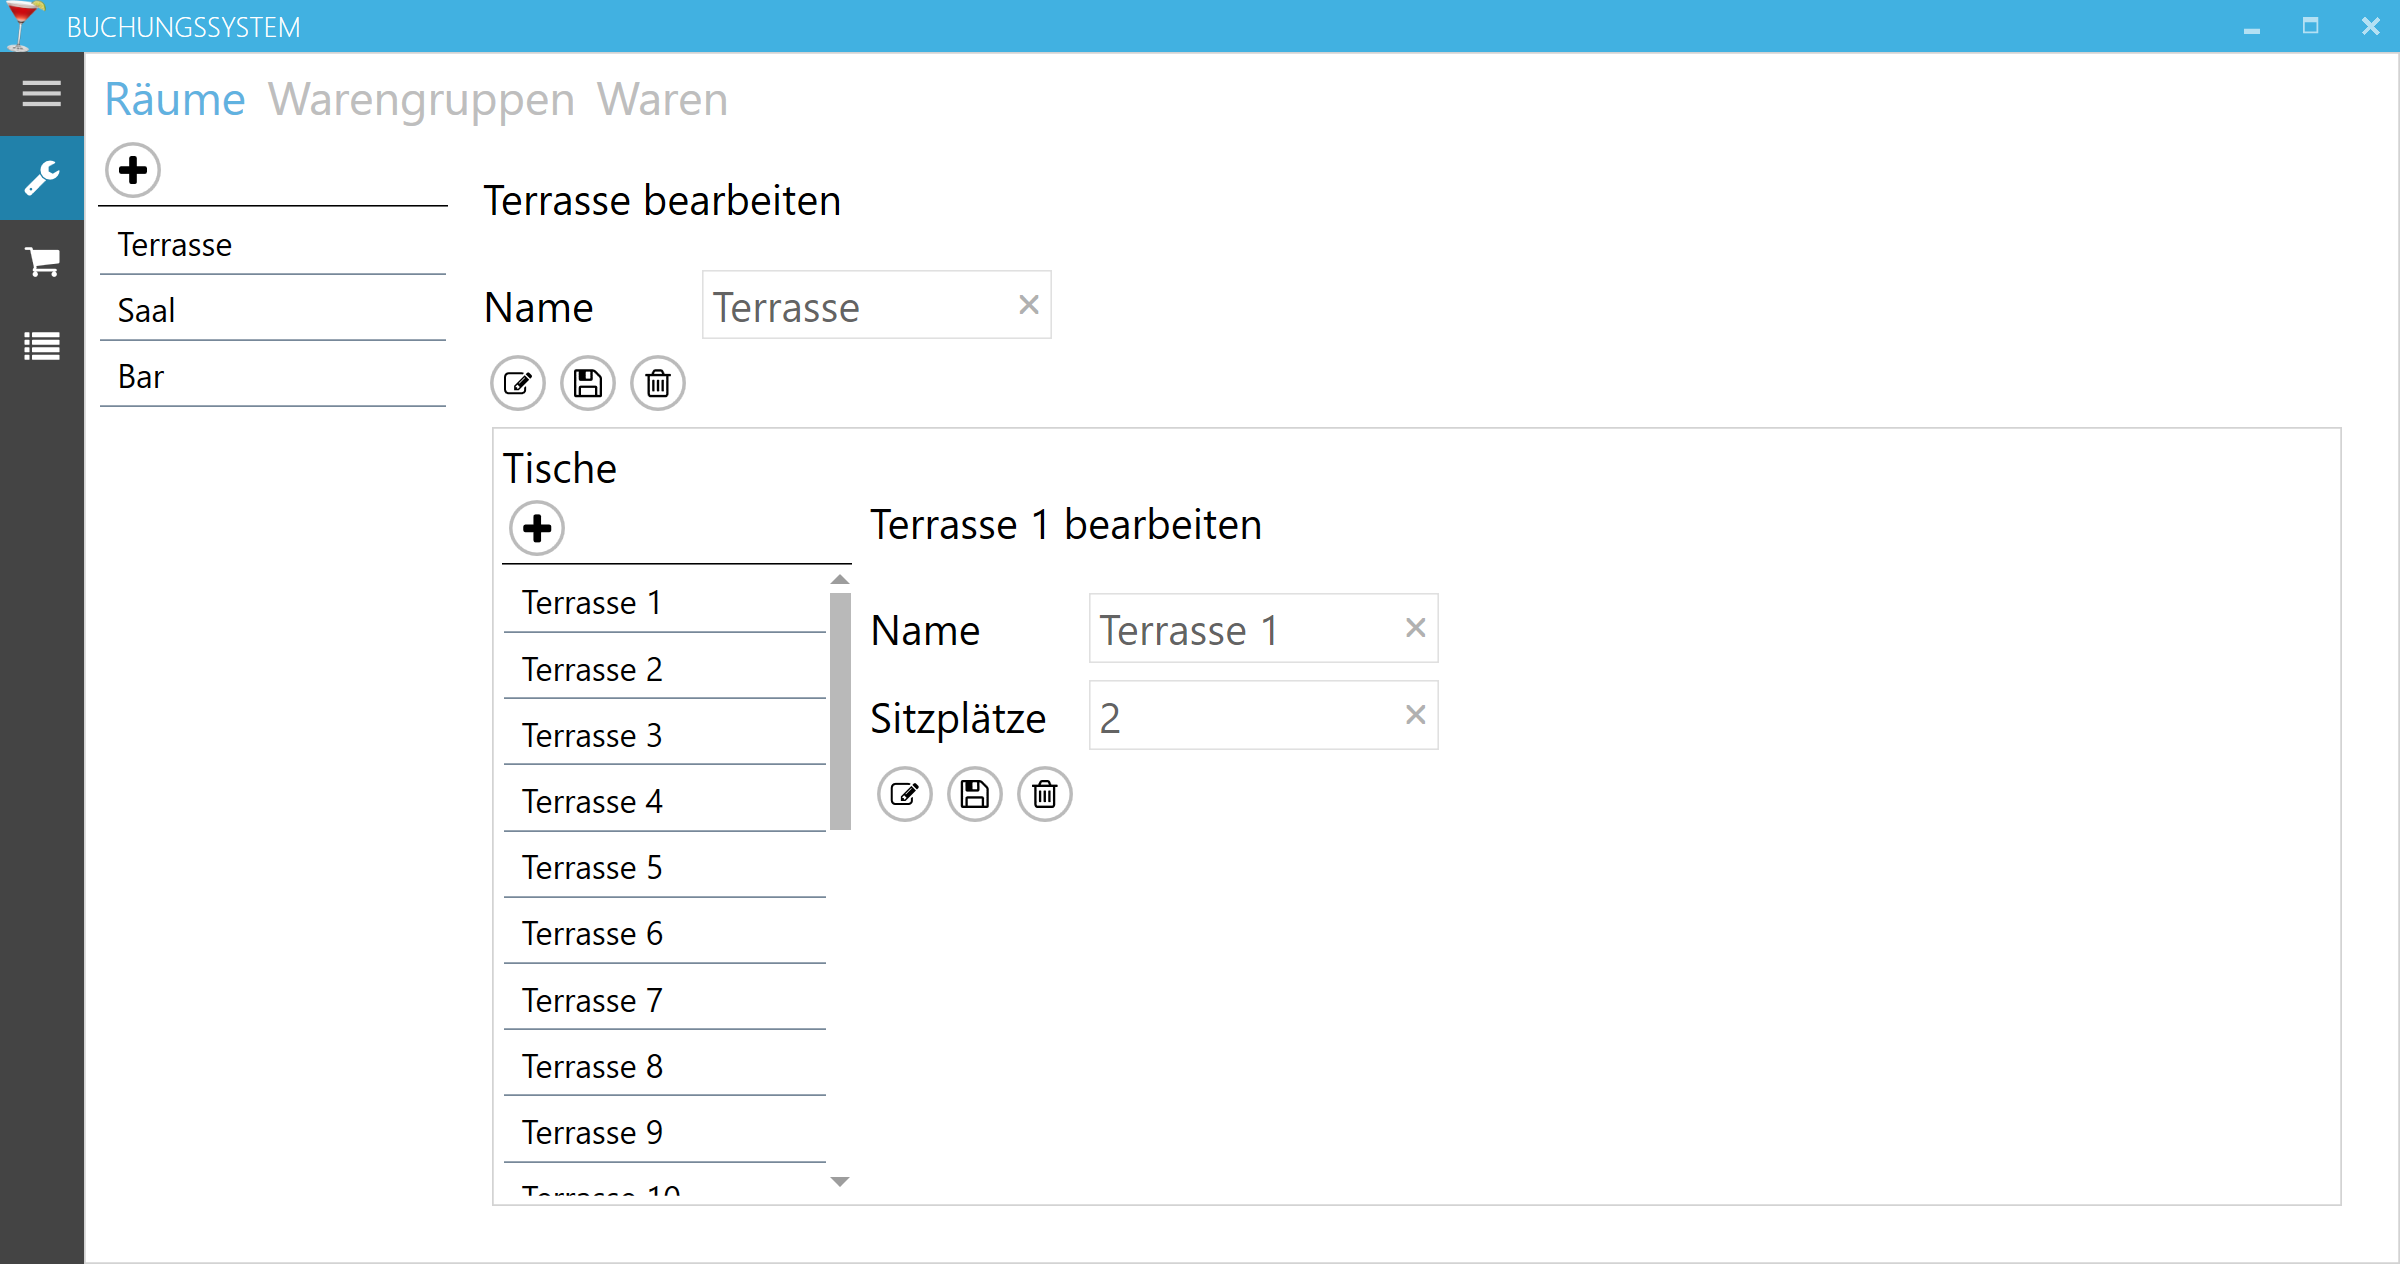 BUCHUNGSSYSTEM
Räume Warengruppen Waren
Terrasse
Saal
Bar
Terrasse bearbeiten
Name Terrasse
Tische
Terrasse 1
Terrasse 2
Terrasse 3
Terrasse 4
Terrasse 5
Terrasse 6
Terrasse 7
Terrasse 8
Terrasse 9
Terrasse 10
Terrasse 1 bearbeiten
Name Terrasse 1
Sitzplätze 2